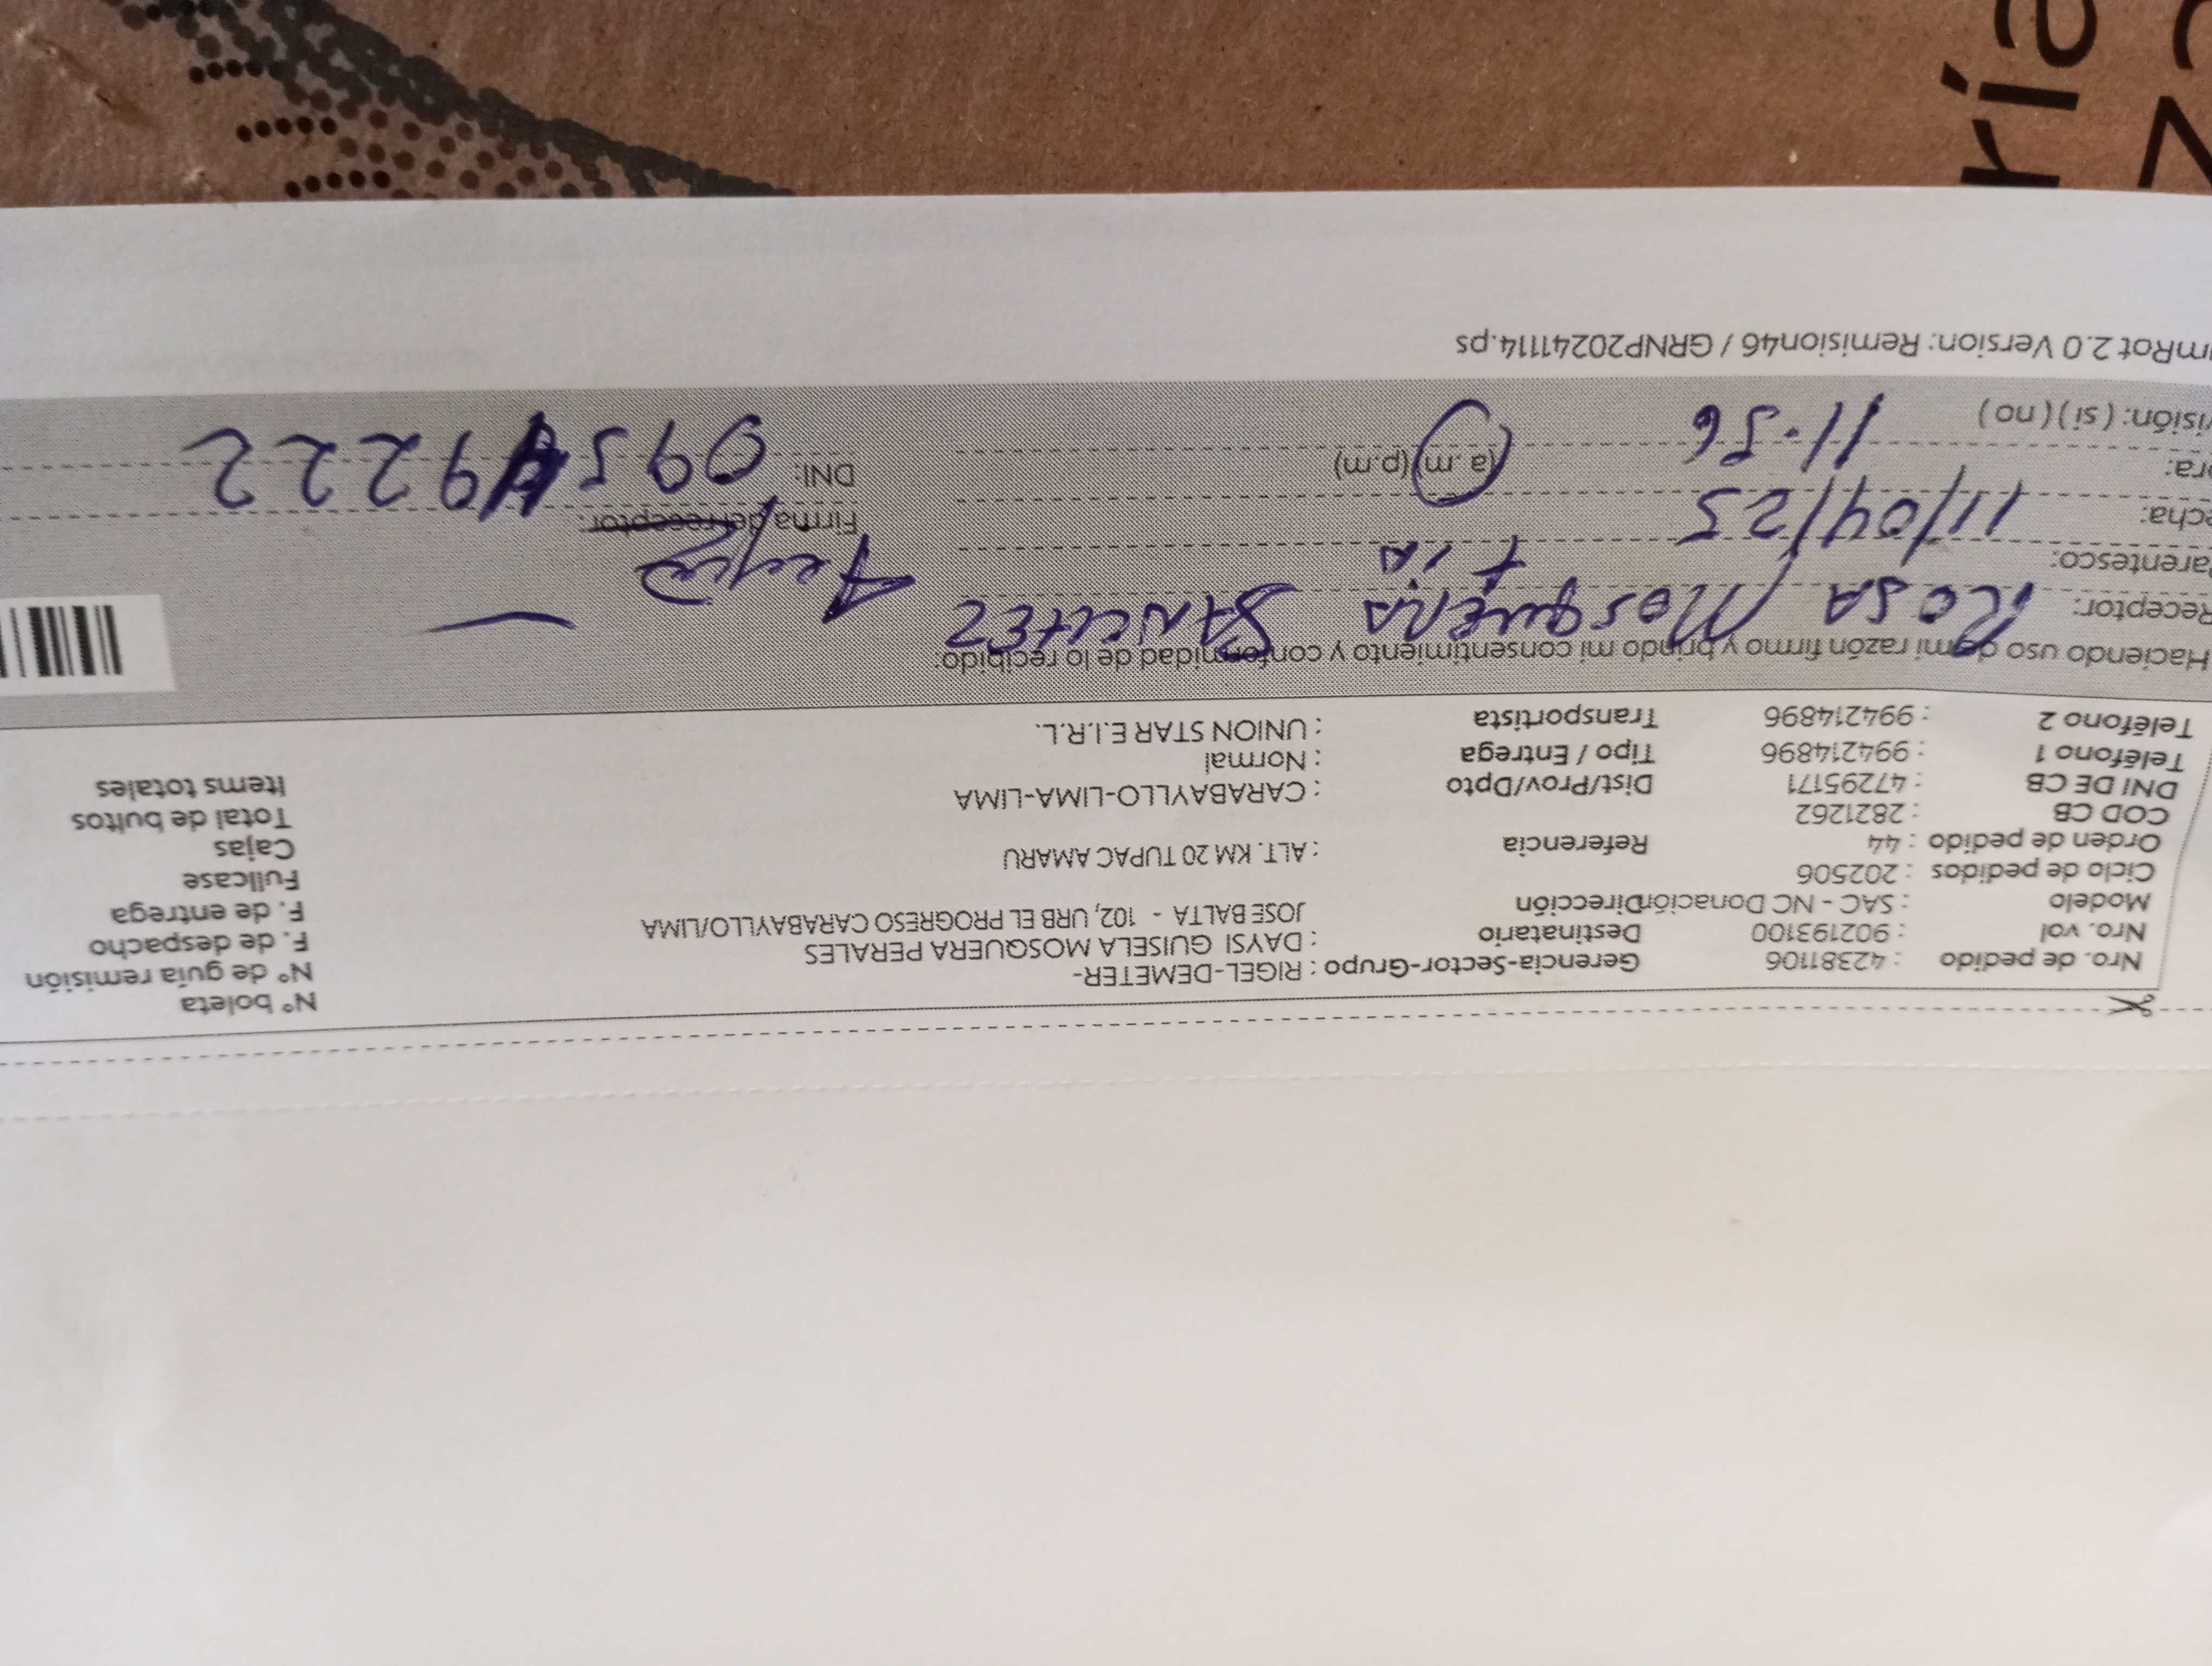 N° boleta
Nro. de pedido : 42381106 Gerencia-Sector-Grupo : RIGEL-DEMETER- N° de guía remisión
Nro. vol : 902193100 Destinatario : DAYSI GUISELA MOSQUERA PERALES F. de despacho
Modelo : SAC - NC Donación Dirección JOSE BALTA - 102, URB EL PROGRESO CARABAYLLO/LIMA F. de entrega
Ciclo de pedidos : 202506 Fullcase
Orden de pedido : 44 Referencia : ALT. KM 20 TUPAC AMARU Cajas
COD CB : 2821262 Total de bultos
DNI DE CB : 47295171 Dist/Prov/Dpto : CARABAYLLO-LIMA-LIMA Items totales
Teléfono 1 : 994214896 Tipo / Entrega : Normal
Teléfono 2 : 994214896 Transportista : UNION STAR E.I.R.L.
Haciendo uso de mi razón firmo y brindo mi consentimiento y conformidad de lo recibido:
Receptor: ROSA MOSQUERA SANCHEZ
Parentesco: tia
echa: 11/04/25 Firma del receptor:
ora: 11.56 (a.m) (p.m) DNI:
visión: ( si ) ( no )
mRot 2.0 Version: Remision46 / GRNP20241114.ps
ría